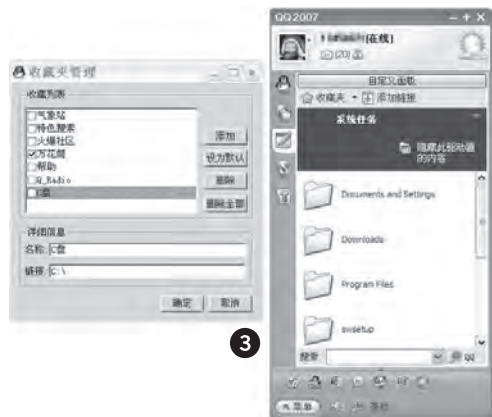 收藏夹管理
收藏列表
气象站
特色搜索
火爆社区
万花筒
帮助
Q_Radio
C盘
添加
设为默认
删除
删除全部
详细信息
名称: C盘
链接: C:\
确定
取消
3
QQ2007
[在线]
(20)
自定义面板
收藏夹
添加链接
系统任务
隐藏此驱动器
的内容
Documents and Settings
Downloads
Program Files
swsetup
搜索
QQ
菜单